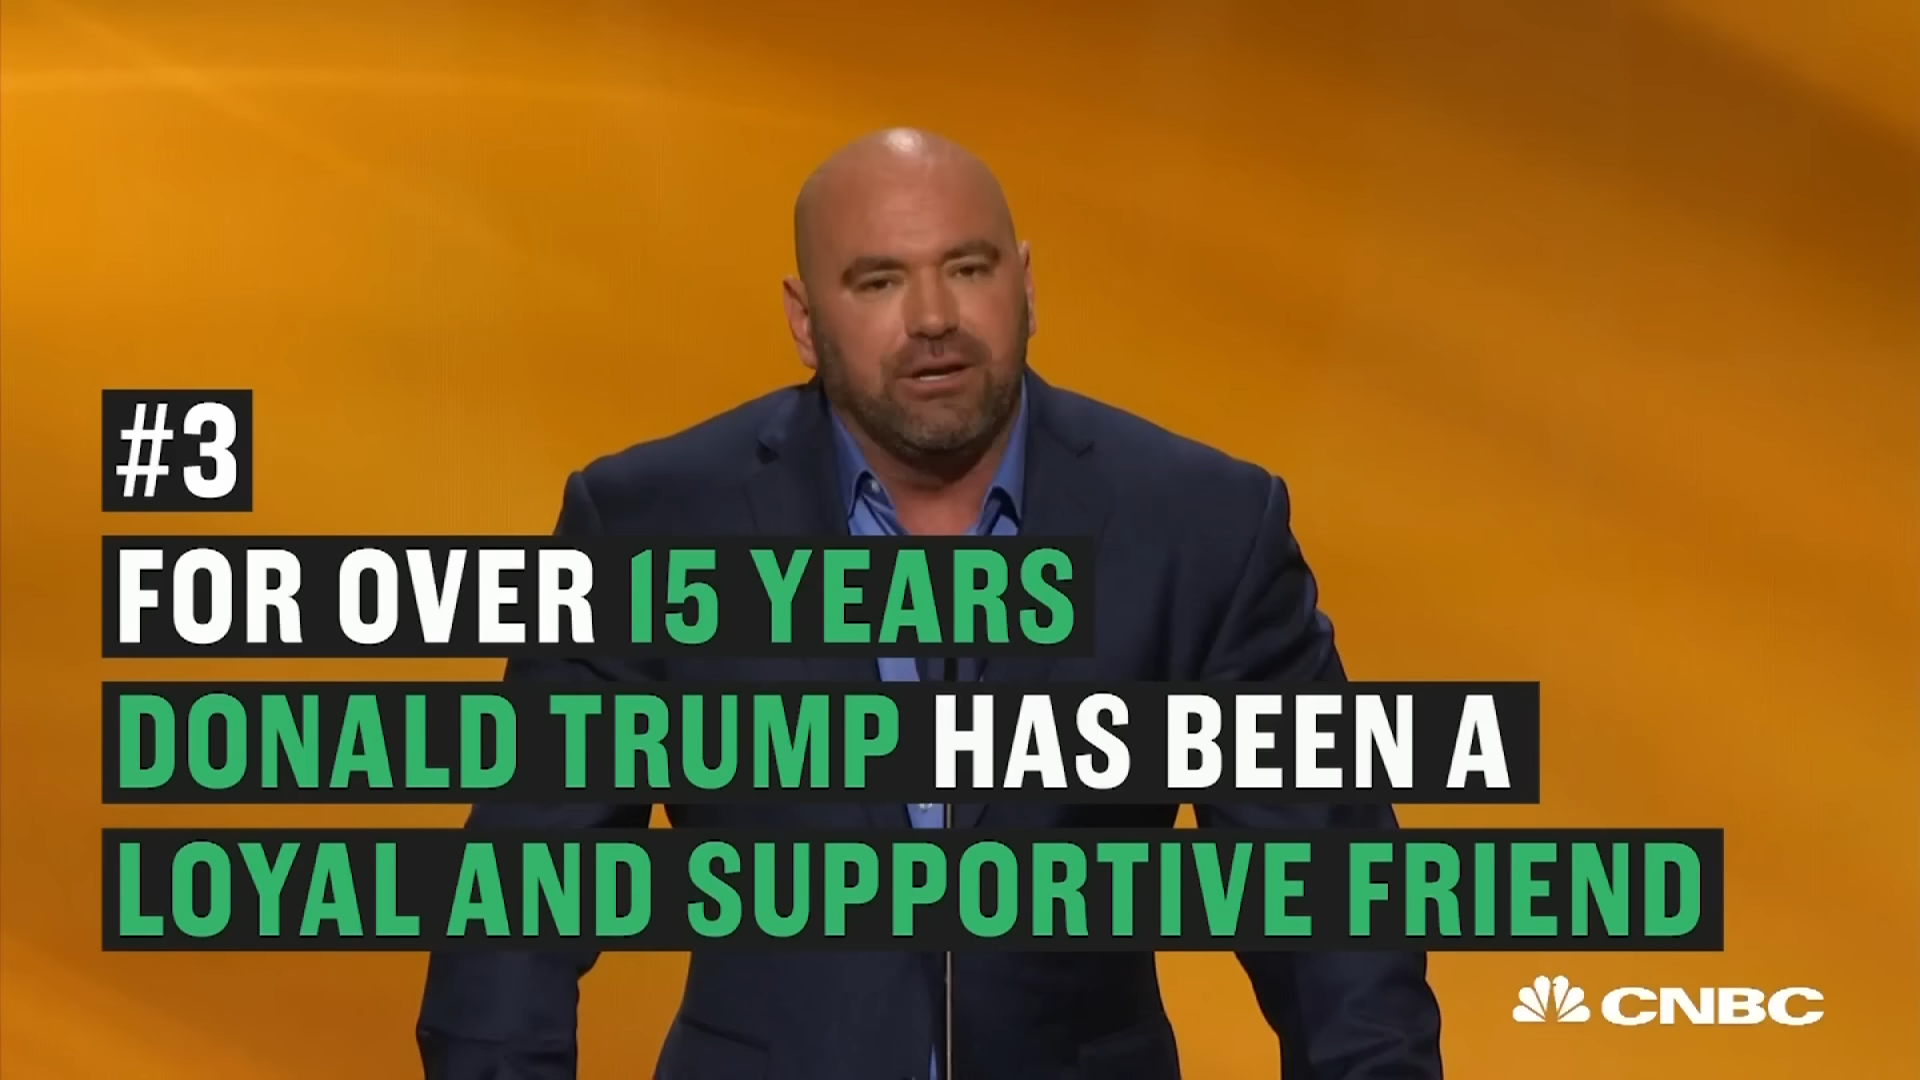 #3
FOR OVER 15 YEARS
DONALD TRUMP HAS BEEN A
LOYAL AND SUPPORTIVE FRIEND
CNBC